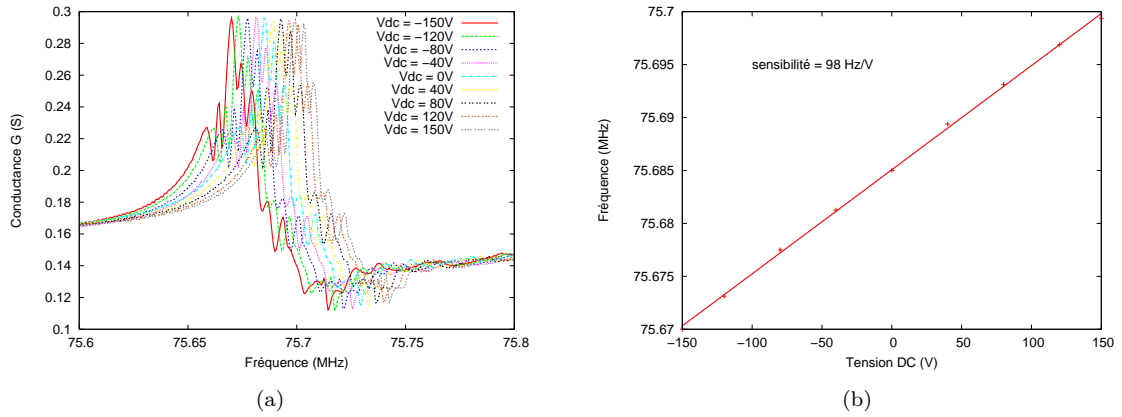 0.3
0.28
0.26
0.24
0.22
0.2
0.18
0.16
0.14
0.12
0.1
Conductance G (S)
75.6
75.65
75.7
75.75
75.8
Fréquence (MHz)
Vdc = −150V
Vdc = −120V
Vdc = −80V
Vdc = −40V
Vdc = 0V
Vdc = 40V
Vdc = 80V
Vdc = 120V
Vdc = 150V
(a)
75.7
75.695
75.69
75.685
75.68
75.675
75.67
Fréquence (MHz)
sensibilité = 98 Hz/V
−150
−100
−50
0
50
100
150
Tension DC (V)
(b)